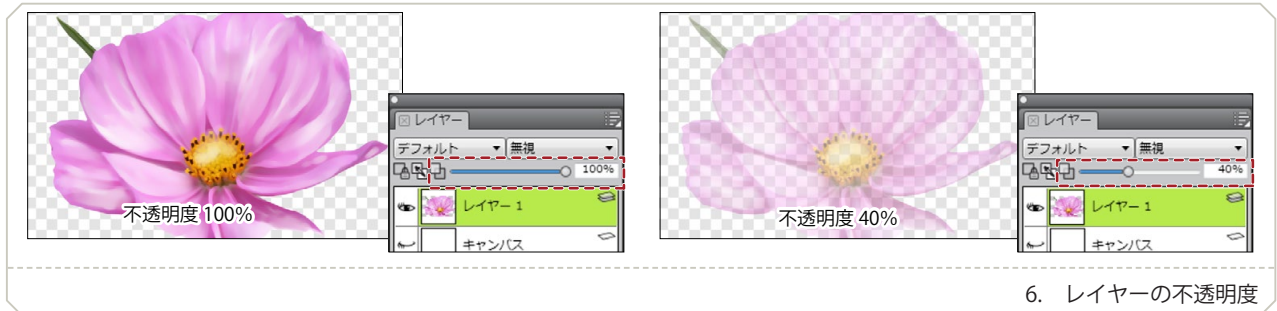 不透明度 100%
レイヤー
デフォルト 無視
100%
レイヤー 1
キャンバス
不透明度 40%
レイヤー
デフォルト 無視
40%
レイヤー 1
キャンバス
6. レイヤーの不透明度